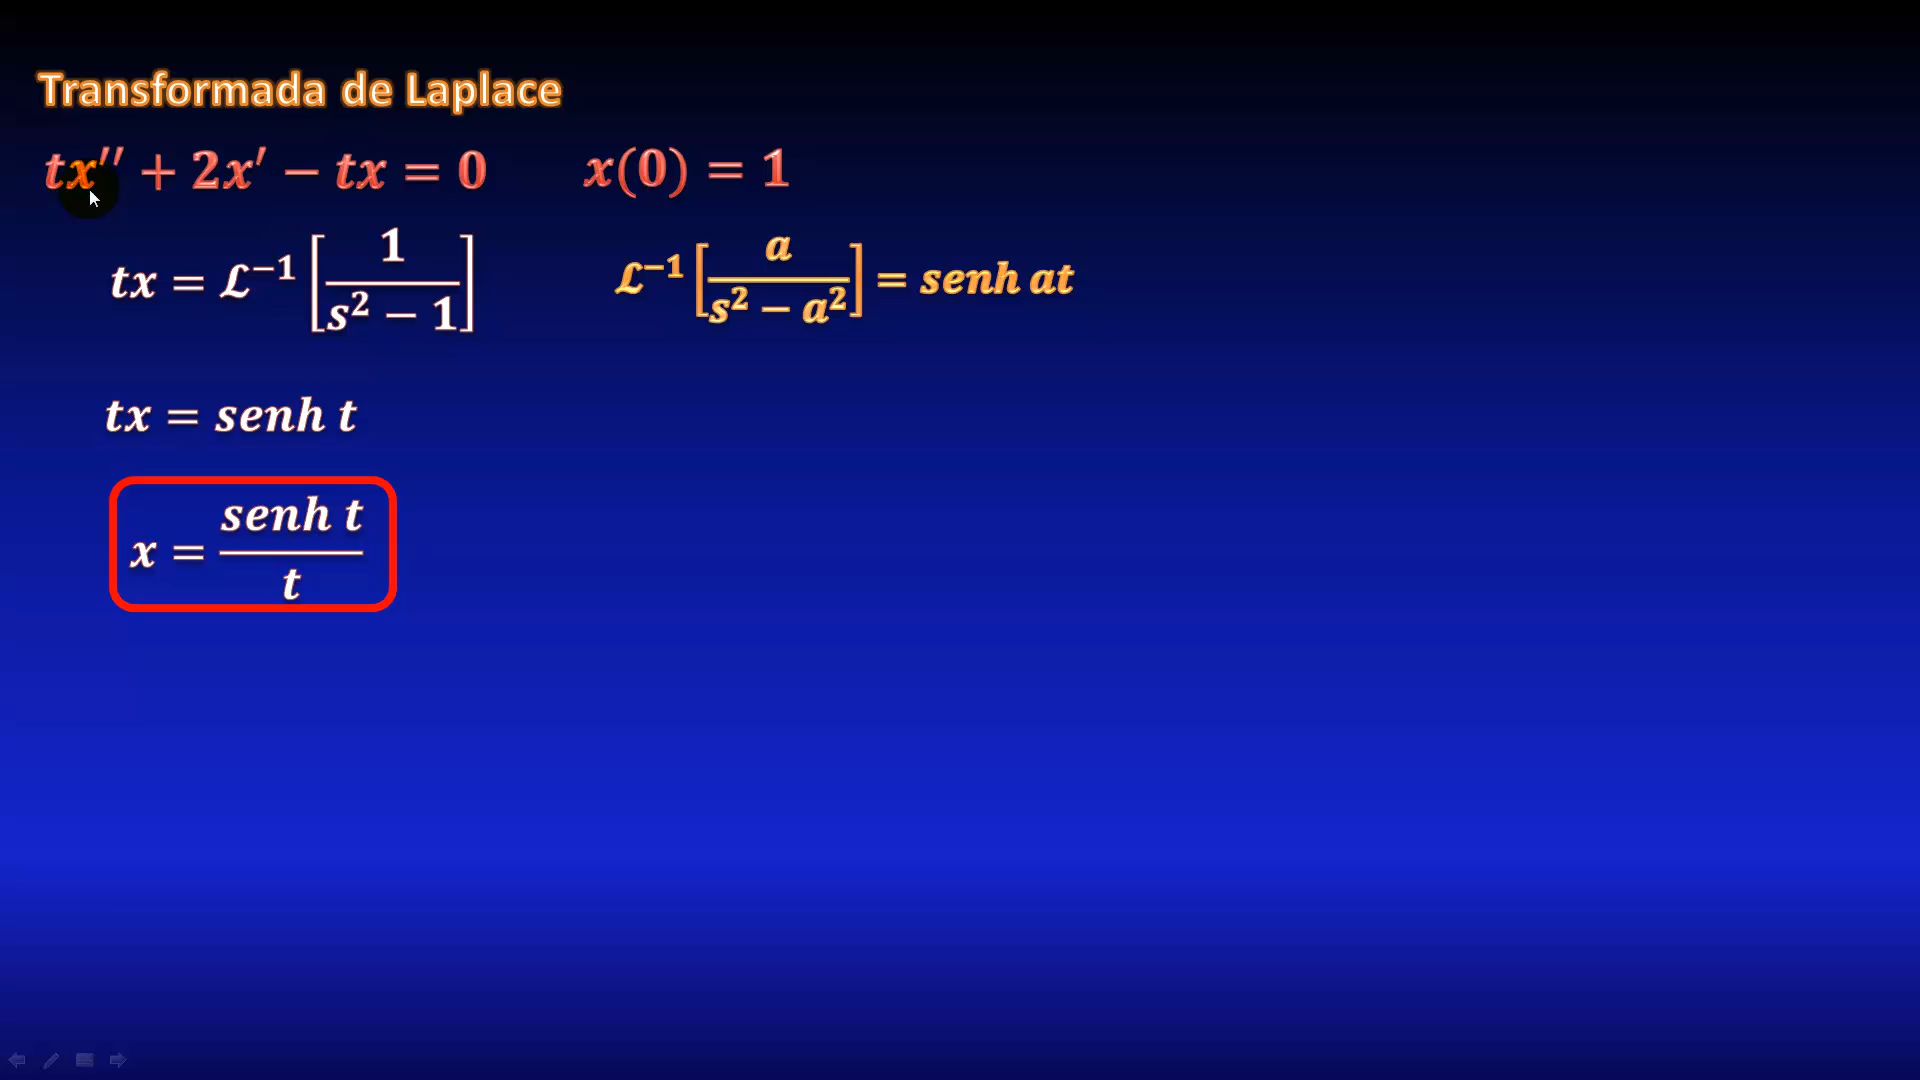 Transformada de Laplace
tx′′ + 2x′ − tx = 0 x(0) = 1
tx = ℒ⁻¹ [1 / (s² − 1)] ℒ⁻¹ [a / (s² − a²)] = senh at
tx = senh t
x = senh t / t